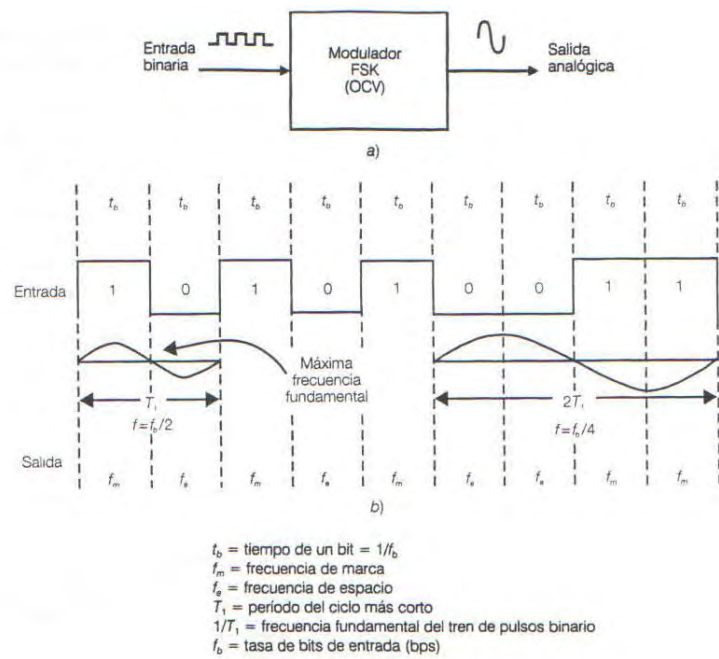 Entrada
binaria
Modulador
FSK
(OCV)
Salida
analógica
a)
t_b t_b t_b t_b t_b t_b t_b t_b t_b
Entrada 1 0 1 0 1 0 0 1 1
Máxima
frecuencia
fundamental
T₁
f=f_b/2
2T₁
f=f_b/4
Salida
f_m f_e f_m f_e f_m f_e f_e f_m f_m
b)
t_b = tiempo de un bit = 1/f_b
f_m = frecuencia de marca
f_e = frecuencia de espacio
T₁ = período del ciclo más corto
1/T₁ = frecuencia fundamental del tren de pulsos binario
f_b = tasa de bits de entrada (bps)